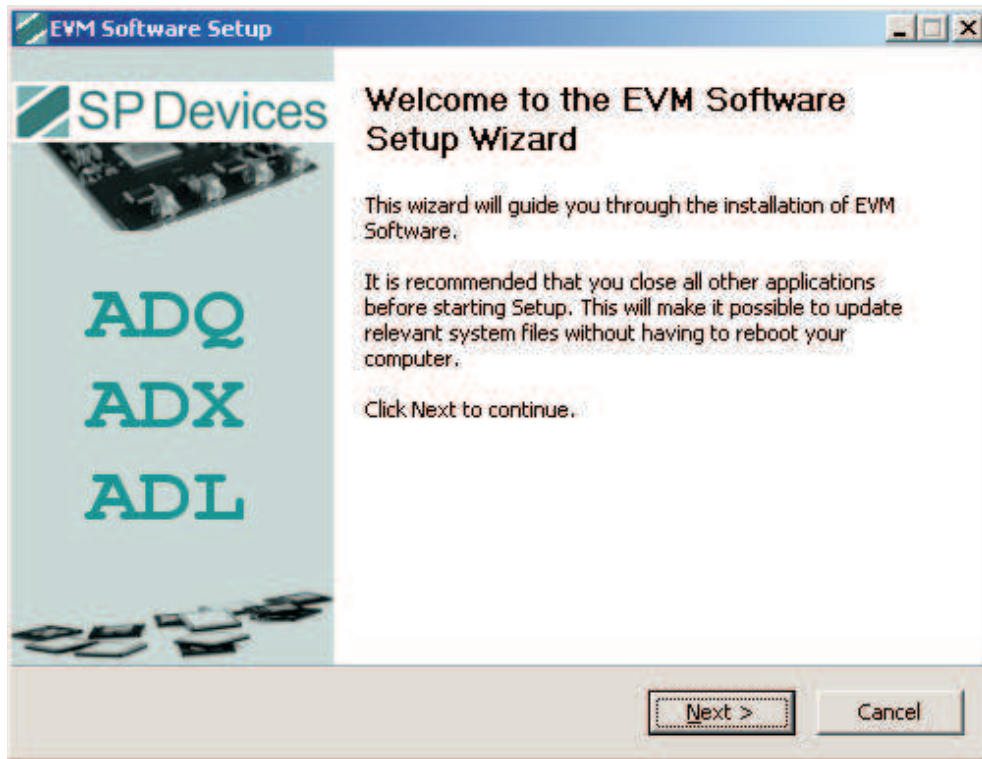 EVM Software Setup
SP Devices
ADQ
ADX
ADL
Welcome to the EVM Software
Setup Wizard
This wizard will guide you through the installation of EVM
Software.
It is recommended that you close all other applications
before starting Setup. This will make it possible to update
relevant system files without having to reboot your
computer.
Click Next to continue.
Next >
Cancel